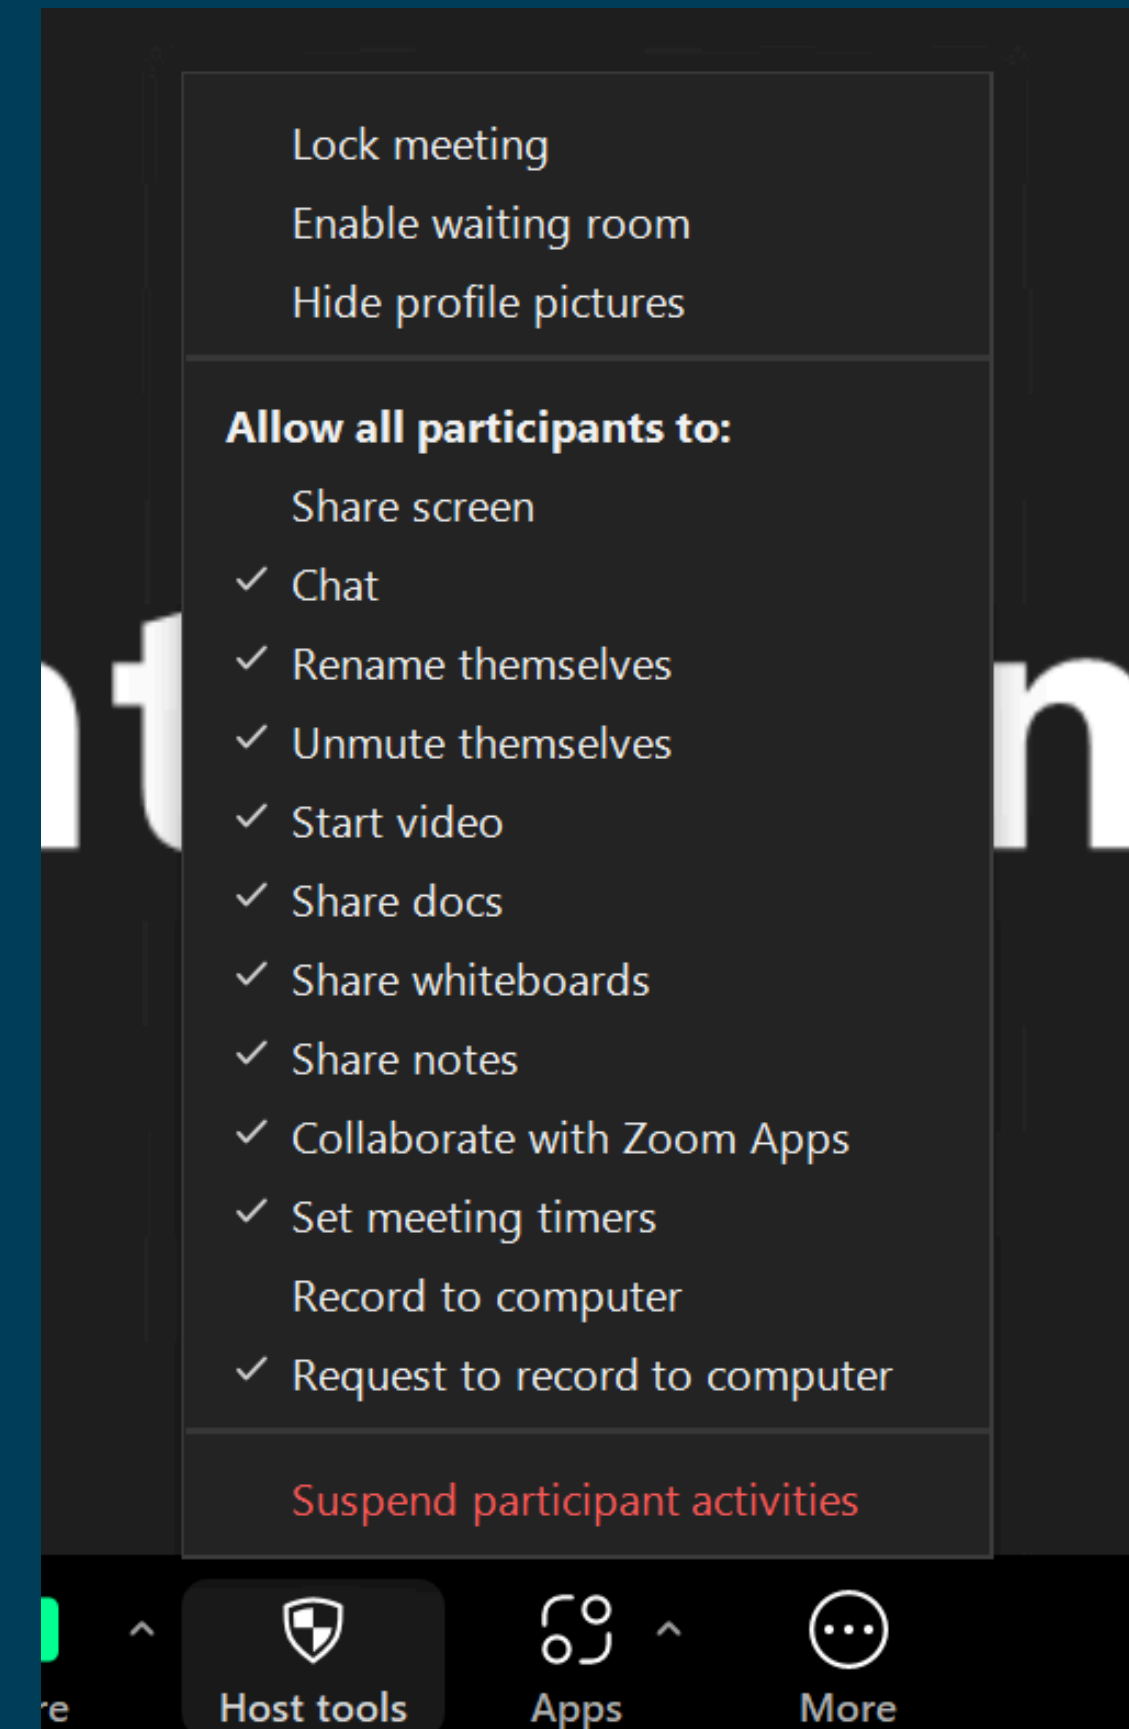 Lock meeting
Enable waiting room
Hide profile pictures
Allow all participants to:
Share screen
Chat
Rename themselves
Unmute themselves
Start video
Share docs
Share whiteboards
Share notes
Collaborate with Zoom Apps
Set meeting timers
Record to computer
Request to record to computer
Suspend participant activities
Host tools
Apps
More